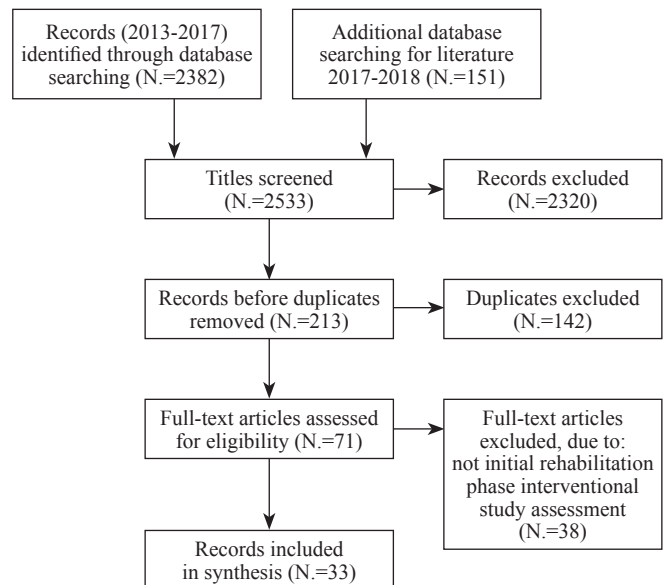 Records (2013-2017)
identified through database
searching (N.=2382)
Additional database
searching for literature
2017-2018 (N.=151)
Titles screened
(N.=2533)
Records excluded
(N.=2320)
Records before duplicates
removed (N.=213)
Duplicates excluded
(N.=142)
Full-text articles assessed
for eligibility (N.=71)
Full-text articles
excluded, due to:
not initial rehabilitation
phase interventional
study assessment
(N.=38)
Records included
in synthesis (N.=33)